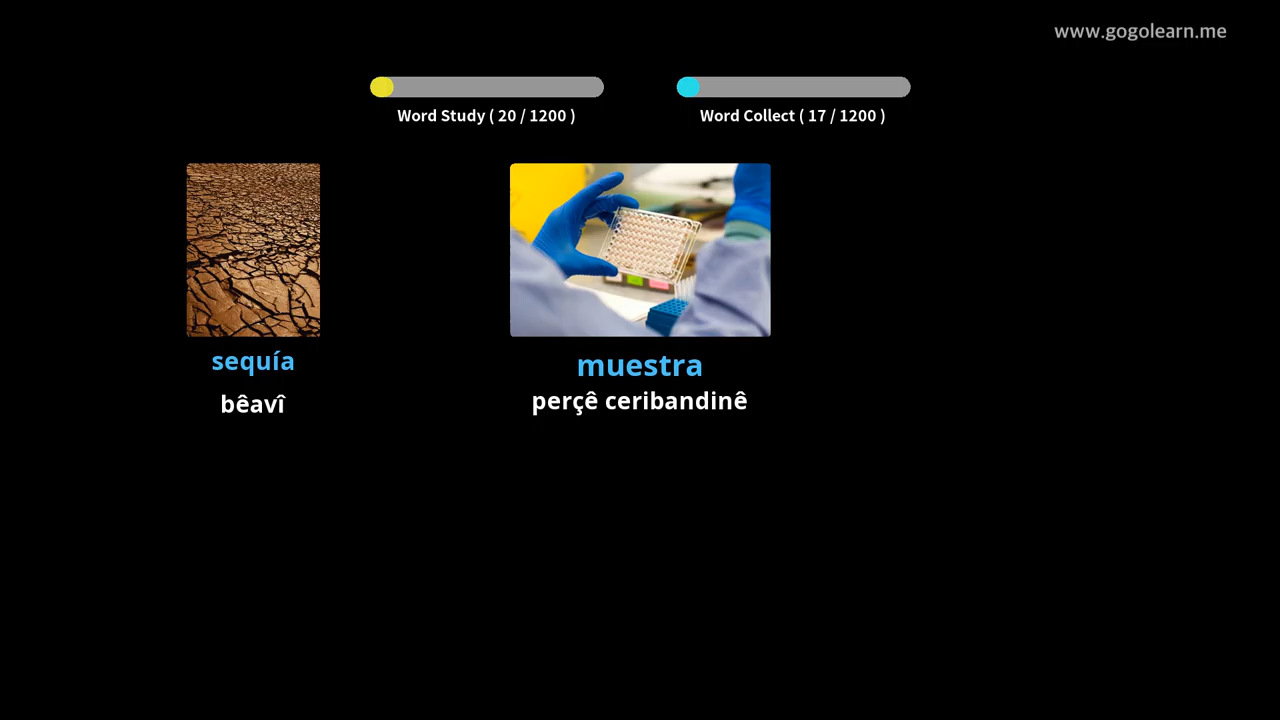 www.gogolearn.me
Word Study ( 20 / 1200 )
Word Collect ( 17 / 1200 )
sequía
bêavî
muestra
perçê ceribandinê